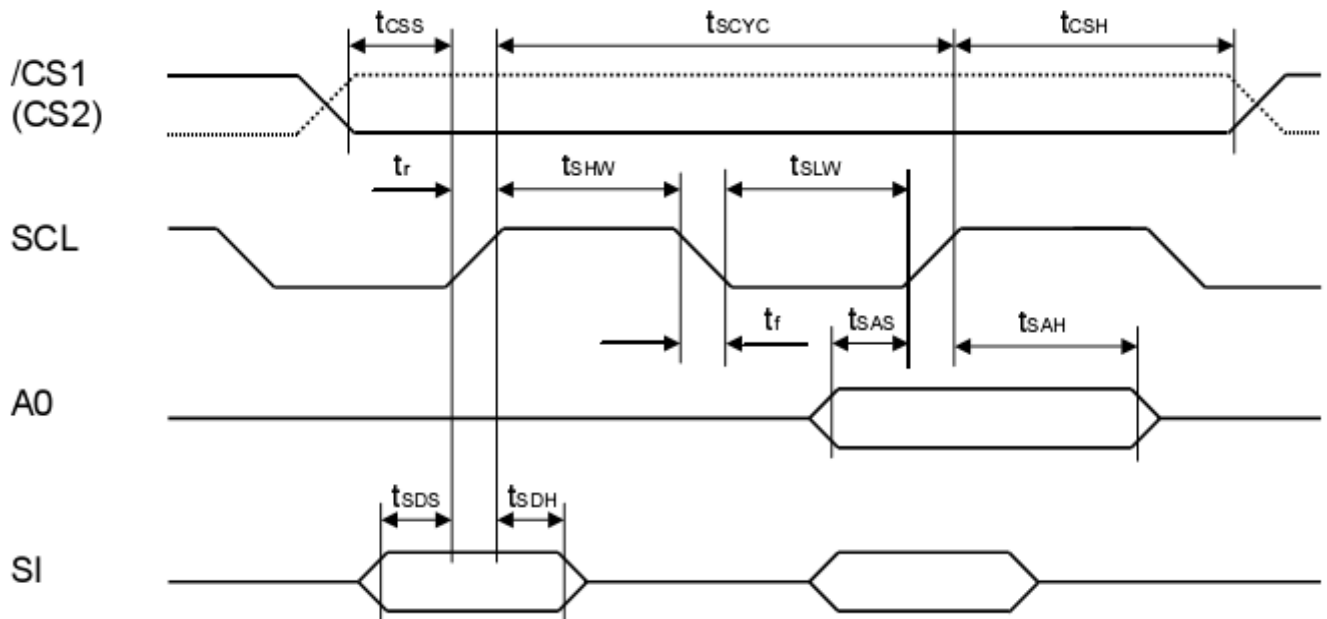 tCSS tSCYC tCSH
/CS1
(CS2)
tr tSHW tSLW
SCL
tf tSAS tSAH
A0
tSDS tSDH
SI